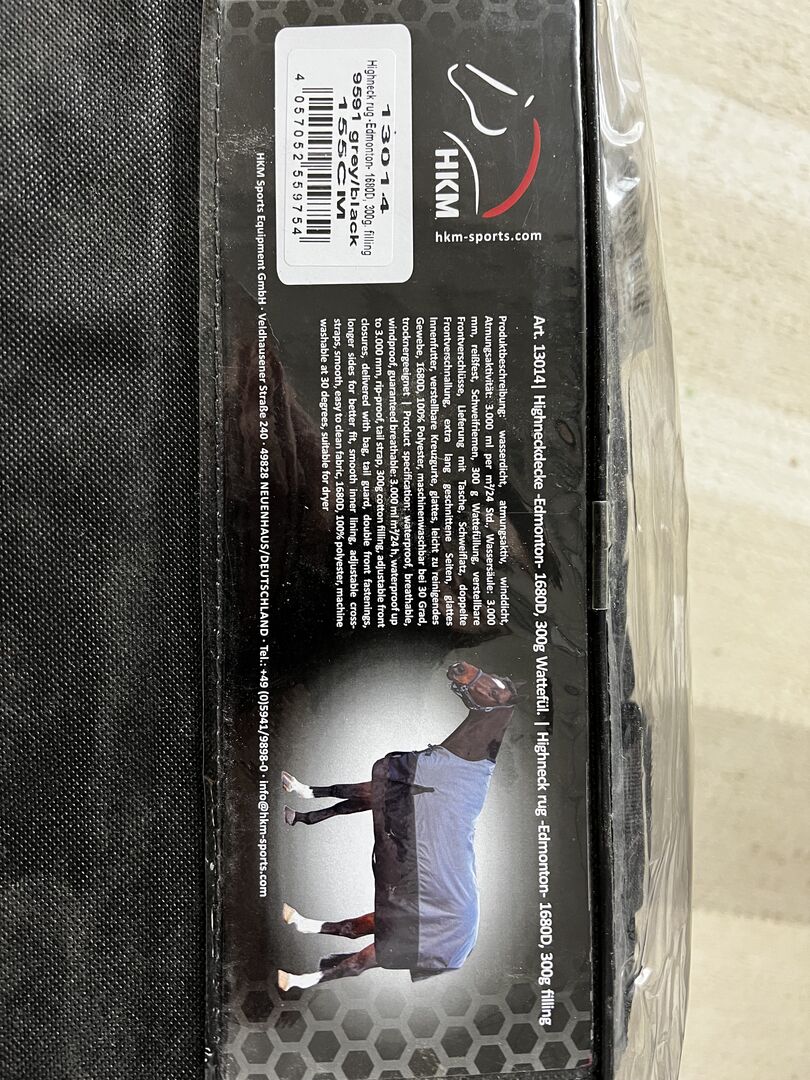 13014
Highneck rug -Edmonton- 1680D, 300g. filling
9591 grey/black
155CM
4 057052 559754
HKM
hkm-sports.com
Art. 13014| Highneckdecke -Edmonton- 1680D, 300g Wattefül. | Highneck rug -Edmonton- 1680D, 300g filling
Produktbeschreibung: wasserdicht, atmungsaktiv, winddicht,
Atmungsaktivität: 3.000 ml per m²/24 Std., Wassersäule: 3.000
mm, reißfest, Schweifriemen, 300 g Wattefüllung, verstellbare
Frontverschlüsse, Lieferung mit Tasche, Schweiflatz, doppelte
Frontverschnallung, extra lang geschnittene Seiten, glattes
Innenfutter, verstellbare Kreuzgurte, glattes, leicht zu reinigendes
Gewebe, 1680D, 100% Polyester, maschinenwaschbar bei 30 Grad,
trocknergeeignet | Product specification: waterproof, breathable,
windproof, guaranteed breathable: 3.000 ml m²/24 h, waterproof up
to 3.000 mm, rip-proof, tail strap, 300g cotton filling, adjustable front
closures, delivered with bag, tail guard, double front fastenings,
longer sides for better fit, smooth inner lining, adjustable cross-
straps, smooth, easy to clean fabric, 1680D, 100% polyester, machine
washable at 30 degrees, suitable for dryer
HKM Sports Equipment GmbH · Veldhausener Straße 240 · 49828 NEUENHAUS/DEUTSCHLAND · Tel.: +49 (0)5941/9898-0 · info@hkm-sports.com